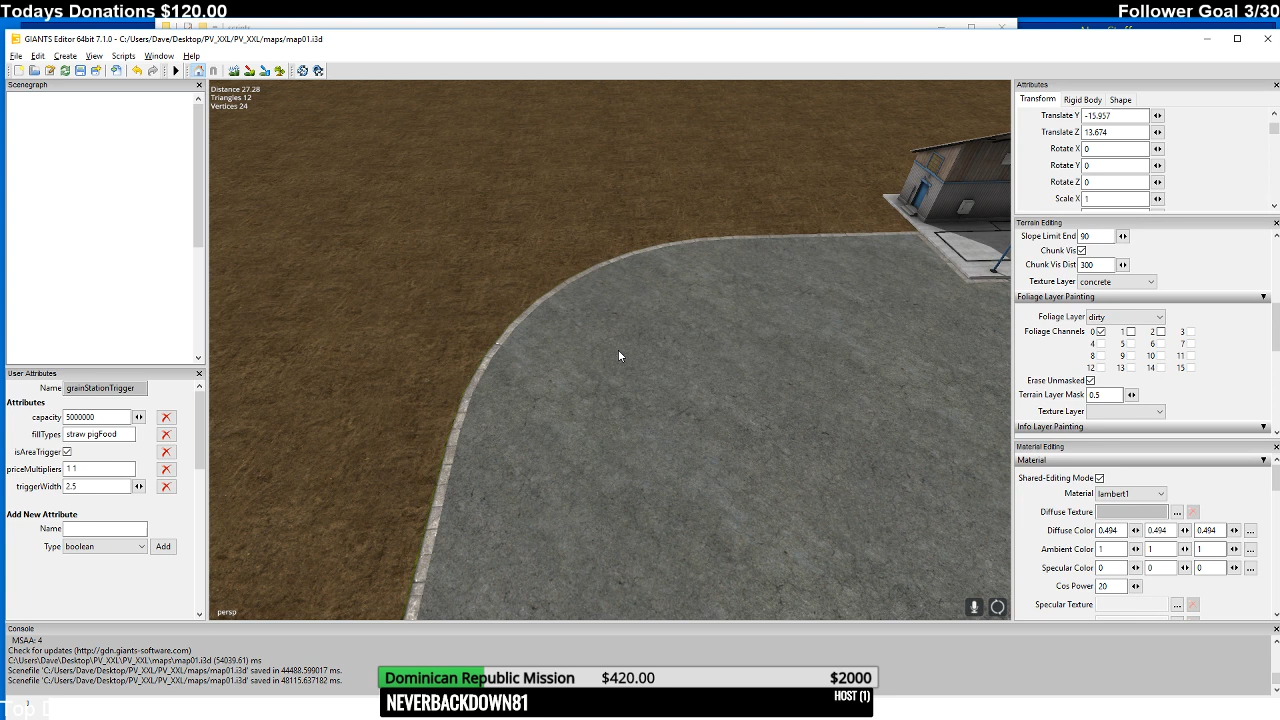 Todays Donations $120.00
Follower Goal 3/30
GIANTS Editor 64bit 7.1.0 - C:/Users/Dave/Desktop/PV_XXL/PV_XXL/maps/map01.i3d
File Edit Create View Scripts Window Help
Scenegraph
Distance 27.28
Triangles 12
Vertices 24
persp
User Attributes
Name grainStationTrigger
Attributes
capacity 5000000
fillTypes straw pigFood
isAreaTrigger
priceMultipliers 1 1
triggerWidth 2.5
Add New Attribute
Name
Type boolean Add
Attributes
Transform Rigid Body Shape
Translate Y -15.957
Translate Z 13.674
Rotate X 0
Rotate Y 0
Rotate Z 0
Scale X 1
Terrain Editing
Slope Limit End 90
Chunk Vis
Chunk Vis Dist 300
Texture Layer concrete
Foliage Layer Painting
Foliage Layer dirty
Foliage Channels 0 1 2 3
4 5 6 7
8 9 10 11
12 13 14 15
Erase Unmasked
Terrain Layer Mask 0.5
Texture Layer
Info Layer Painting
Material Editing
Material
Shared-Editing Mode
Material lambert1
Diffuse Texture ...
Diffuse Color 0.494 0.494 0.494 ...
Ambient Color 1 1 1 ...
Specular Color 0 0 0 ...
Cos Power 20
Specular Texture ...
Console
MSAA: 4
Check for updates (http://gdn.giants-software.com)
C:\Users\Dave\Desktop\PV_XXL\PV_XXL\maps\map01.i3d (54039.61) ms
Scenefile 'C:/Users/Dave/Desktop/PV_XXL/PV_XXL/maps/map01.i3d' saved in 44488.599017 ms.
Scenefile 'C:/Users/Dave/Desktop/PV_XXL/PV_XXL/maps/map01.i3d' saved in 48115.637182 ms.
Dominican Republic Mission $420.00 $2000
NEVERBACKDOWN81 HOST (1)
Top D